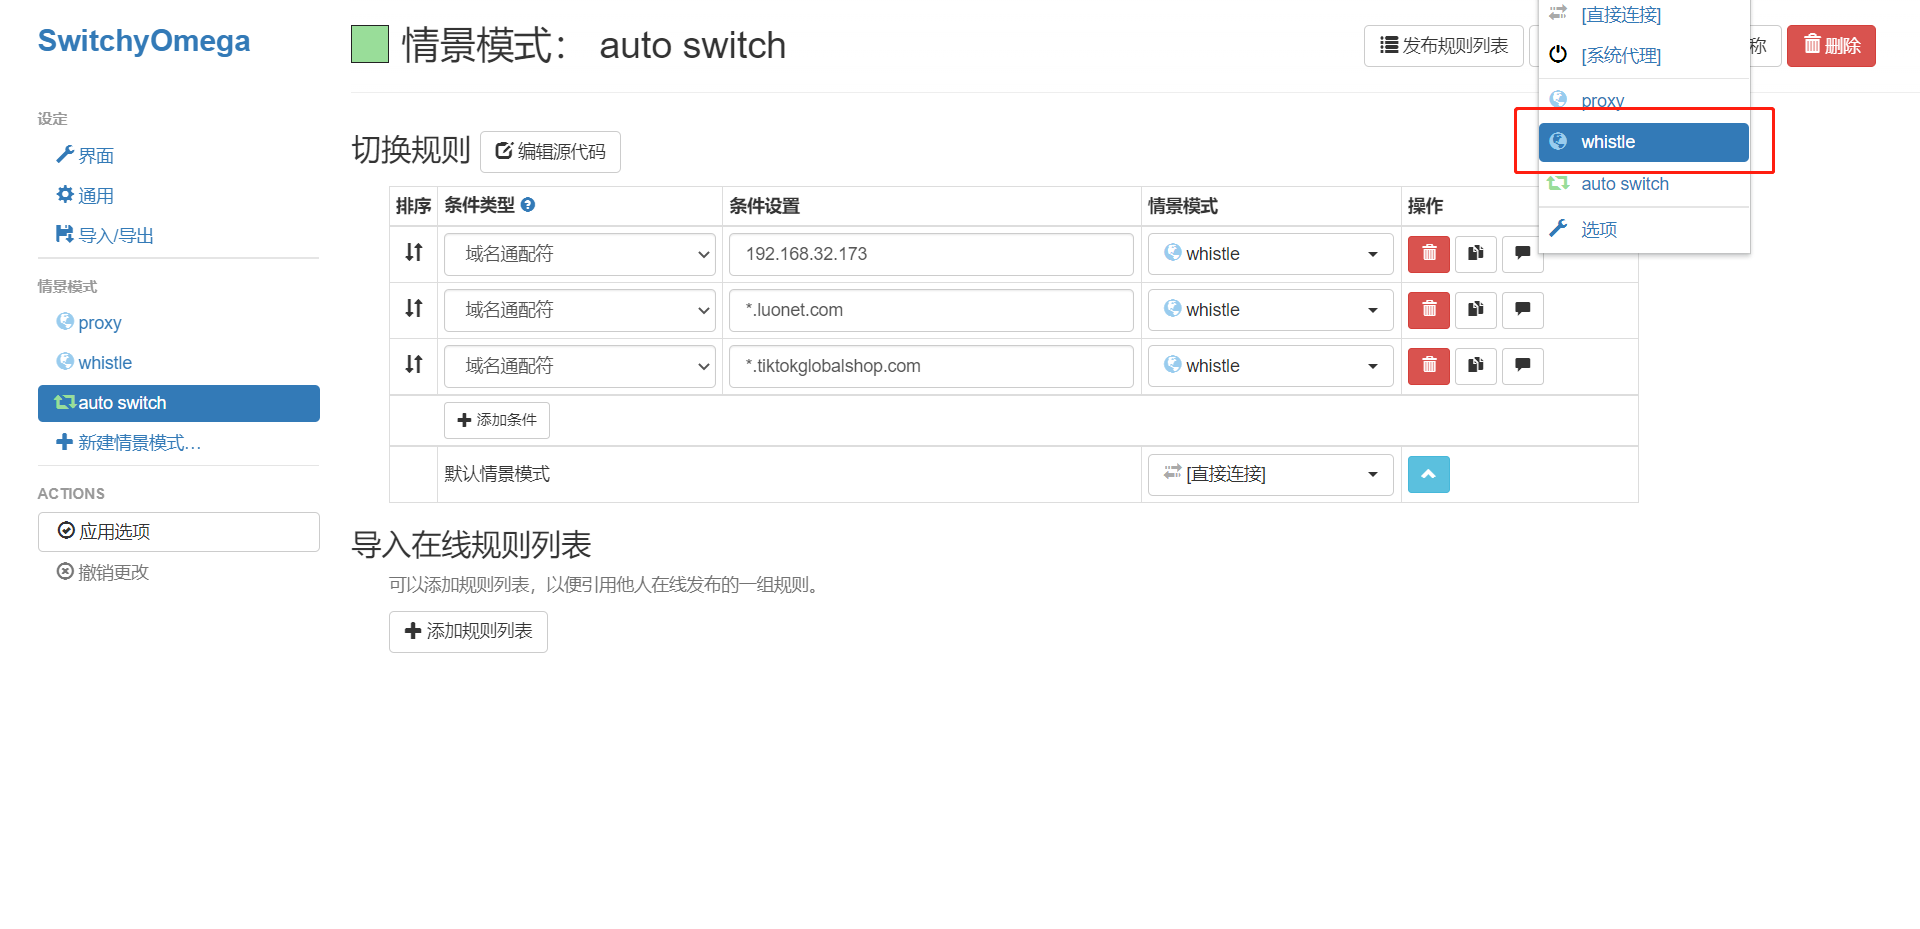 SwitchyOmega
设定
界面
通用
导入/导出
情景模式
proxy
whistle
auto switch
新建情景模式…
ACTIONS
应用选项
撤销更改
情景模式： auto switch
发布规则列表
称
删除
[直接连接]
[系统代理]
proxy
whistle
auto switch
选项
切换规则 编辑源代码
排序 条件类型 条件设置 情景模式 操作
域名通配符 192.168.32.173 whistle
域名通配符 *.luonet.com whistle
域名通配符 *.tiktokglobalshop.com whistle
添加条件
默认情景模式 [直接连接]
导入在线规则列表
可以添加规则列表，以便引用他人在线发布的一组规则。
添加规则列表